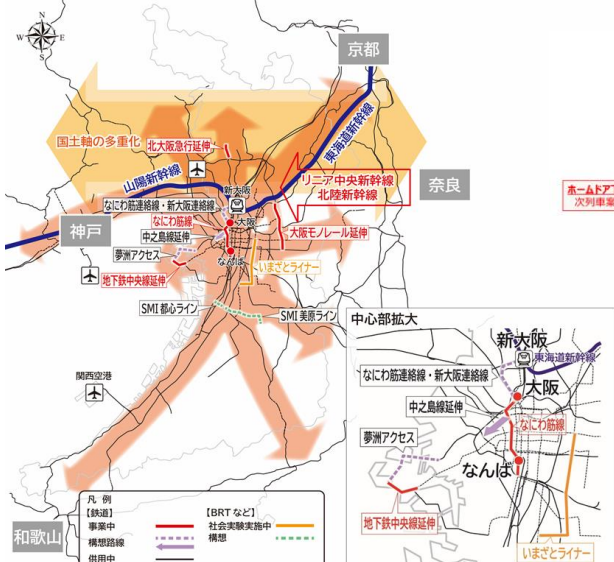 N
W
E
S
京都
国土軸の多重化
北大阪急行延伸
東海道新幹線
山陽新幹線
新大阪
リニア中央新幹線
北陸新幹線
奈良
なにわ筋連絡線・新大阪連絡線
大阪
なにわ筋線
神戸
中之島線延伸
大阪モノレール延伸
夢洲アクセス
なんば
いまざとライナー
地下鉄中央線延伸
SMI 都心ライン
SMI 美原ライン
関西空港
和歌山
ホームドア
次列車案
中心部拡大
新大阪
東海道新幹線
なにわ筋連絡線・新大阪連絡線
大阪
中之島線延伸
なにわ筋線
夢洲アクセス
なんば
地下鉄中央線延伸
いまざとライナー
凡 例
【鉄道】
【BRTなど】
事業中
社会実験実施中
構想路線
構想
供用中